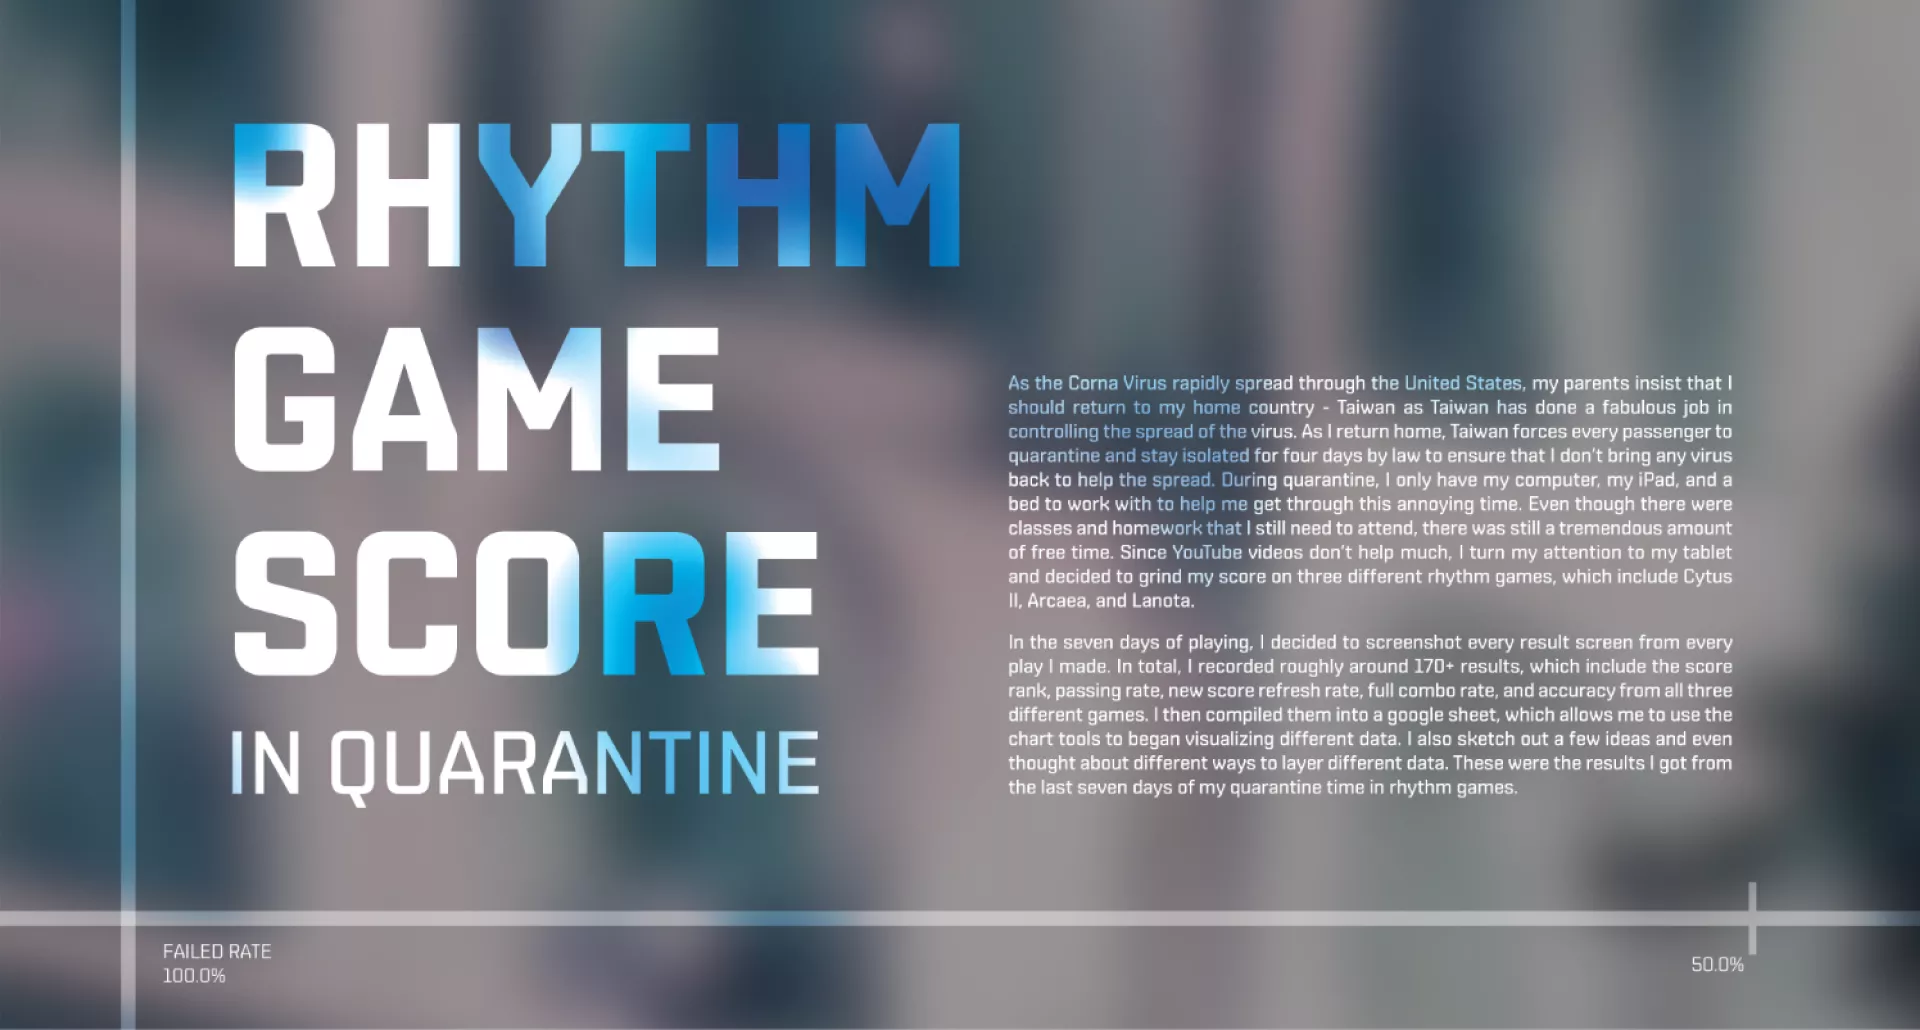 RHYTHM
GAME
SCORE
IN QUARANTINE
As the Corna Virus rapidly spread through the United States, my parents insist that I
should return to my home country - Taiwan as Taiwan has done a fabulous job in
controlling the spread of the virus. As I return home, Taiwan forces every passenger to
quarantine and stay isolated for four days by law to ensure that I don't bring any virus
back to help the spread. During quarantine, I only have my computer, my iPad, and a
bed to work with to help me get through this annoying time. Even though there were
classes and homework that I still need to attend, there was still a tremendous amount
of free time. Since YouTube videos don't help much, I turn my attention to my tablet
and decided to grind my score on three different rhythm games, which include Cytus
II, Arcaea, and Lanota.
In the seven days of playing, I decided to screenshot every result screen from every
play I made. In total, I recorded roughly around 170+ results, which include the score
rank, passing rate, new score refresh rate, full combo rate, and accuracy from all three
different games. I then compiled them into a google sheet, which allows me to use the
chart tools to began visualizing different data. I also sketch out a few ideas and even
thought about different ways to layer different data. These were the results I got from
the last seven days of my quarantine time in rhythm games.
FAILED RATE
100.0%
50.0%